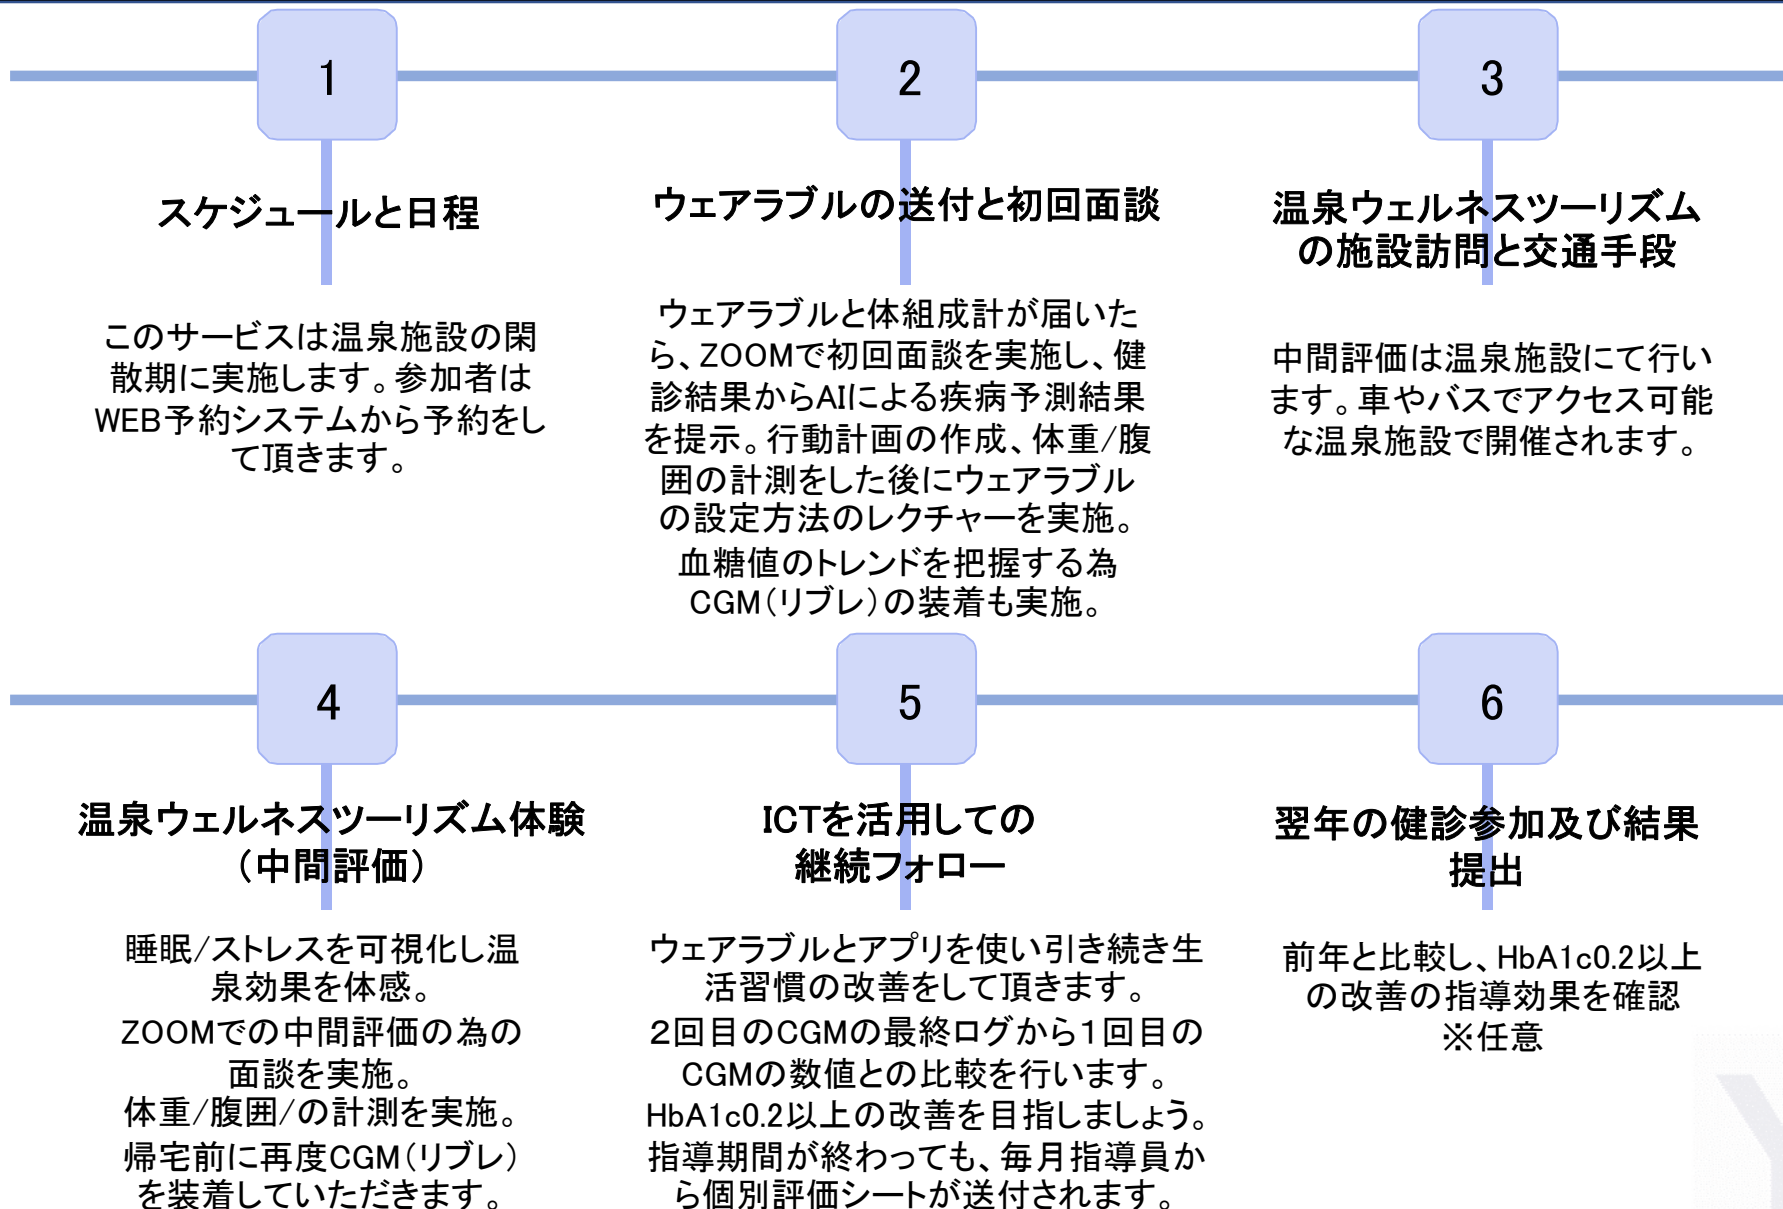 1
スケジュールと日程
このサービスは温泉施設の閑
散期に実施します。参加者は
WEB予約システムから予約をし
て頂きます。
2
ウェアラブルの送付と初回面談
ウェアラブルと体組成計が届いた
ら、ZOOMで初回面談を実施し、健
診結果からAIによる疾病予測結果
を提示。行動計画の作成、体重/腹
囲の計測をした後にウェアラブル
の設定方法のレクチャーを実施。
血糖値のトレンドを把握する為
CGM（リブレ）の装着も実施。
3
温泉ウェルネスツーリズム
の施設訪問と交通手段
中間評価は温泉施設にて行い
ます。車やバスでアクセス可能
な温泉施設で開催されます。
4
温泉ウェルネスツーリズム体験
（中間評価）
睡眠/ストレスを可視化し温
泉効果を体感。
ZOOMでの中間評価の為の
面談を実施。
体重/腹囲/の計測を実施。
帰宅前に再度CGM（リブレ）
を装着していただきます。
5
ICTを活用しての
継続フォロー
ウェアラブルとアプリを使い引き続き生
活習慣の改善をして頂きます。
２回目のCGMの最終ログから１回目の
CGMの数値との比較を行います。
HbA1c0.2以上の改善を目指しましょう。
指導期間が終わっても、毎月指導員か
ら個別評価シートが送付されます。
6
翌年の健診参加及び結果
提出
前年と比較し、HbA1c0.2以上
の改善の指導効果を確認
※任意